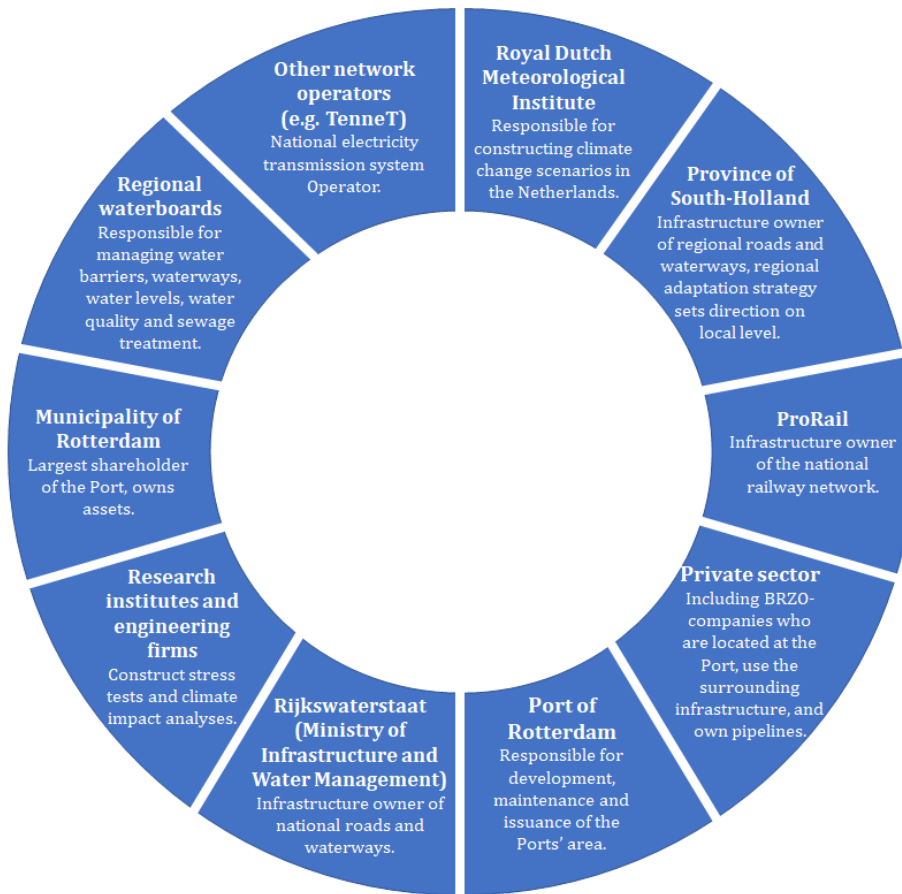 Royal Dutch
Meteorological
Institute
Responsible for
constructing climate
change scenarios in
the Netherlands.
Province of
South-Holland
Infrastructure owner
of regional roads and
waterways, regional
adaptation strategy
sets direction on
local level.
ProRail
Infrastructure owner
of the national
railway network.
Private sector
Including BRZO-
companies who
are located at the
Port, use the
surrounding
infrastructure, and
own pipelines.
Port of
Rotterdam
Responsible for
development,
maintenance and
issuance of the
Ports’ area.
Rijkswaterstaat
(Ministry of
Infrastructure and
Water Management)
Infrastructure owner of
national roads and
waterways.
Research
institutes and
engineering
firms
Construct stress
tests and climate
impact analyses.
Municipality of
Rotterdam
Largest shareholder
of the Port, owns
assets.
Regional
waterboards
Responsible for
managing water
barriers, waterways,
water levels, water
quality and sewage
treatment.
Other network
operators
(e.g. TenneT)
National electricity
transmission system
Operator.